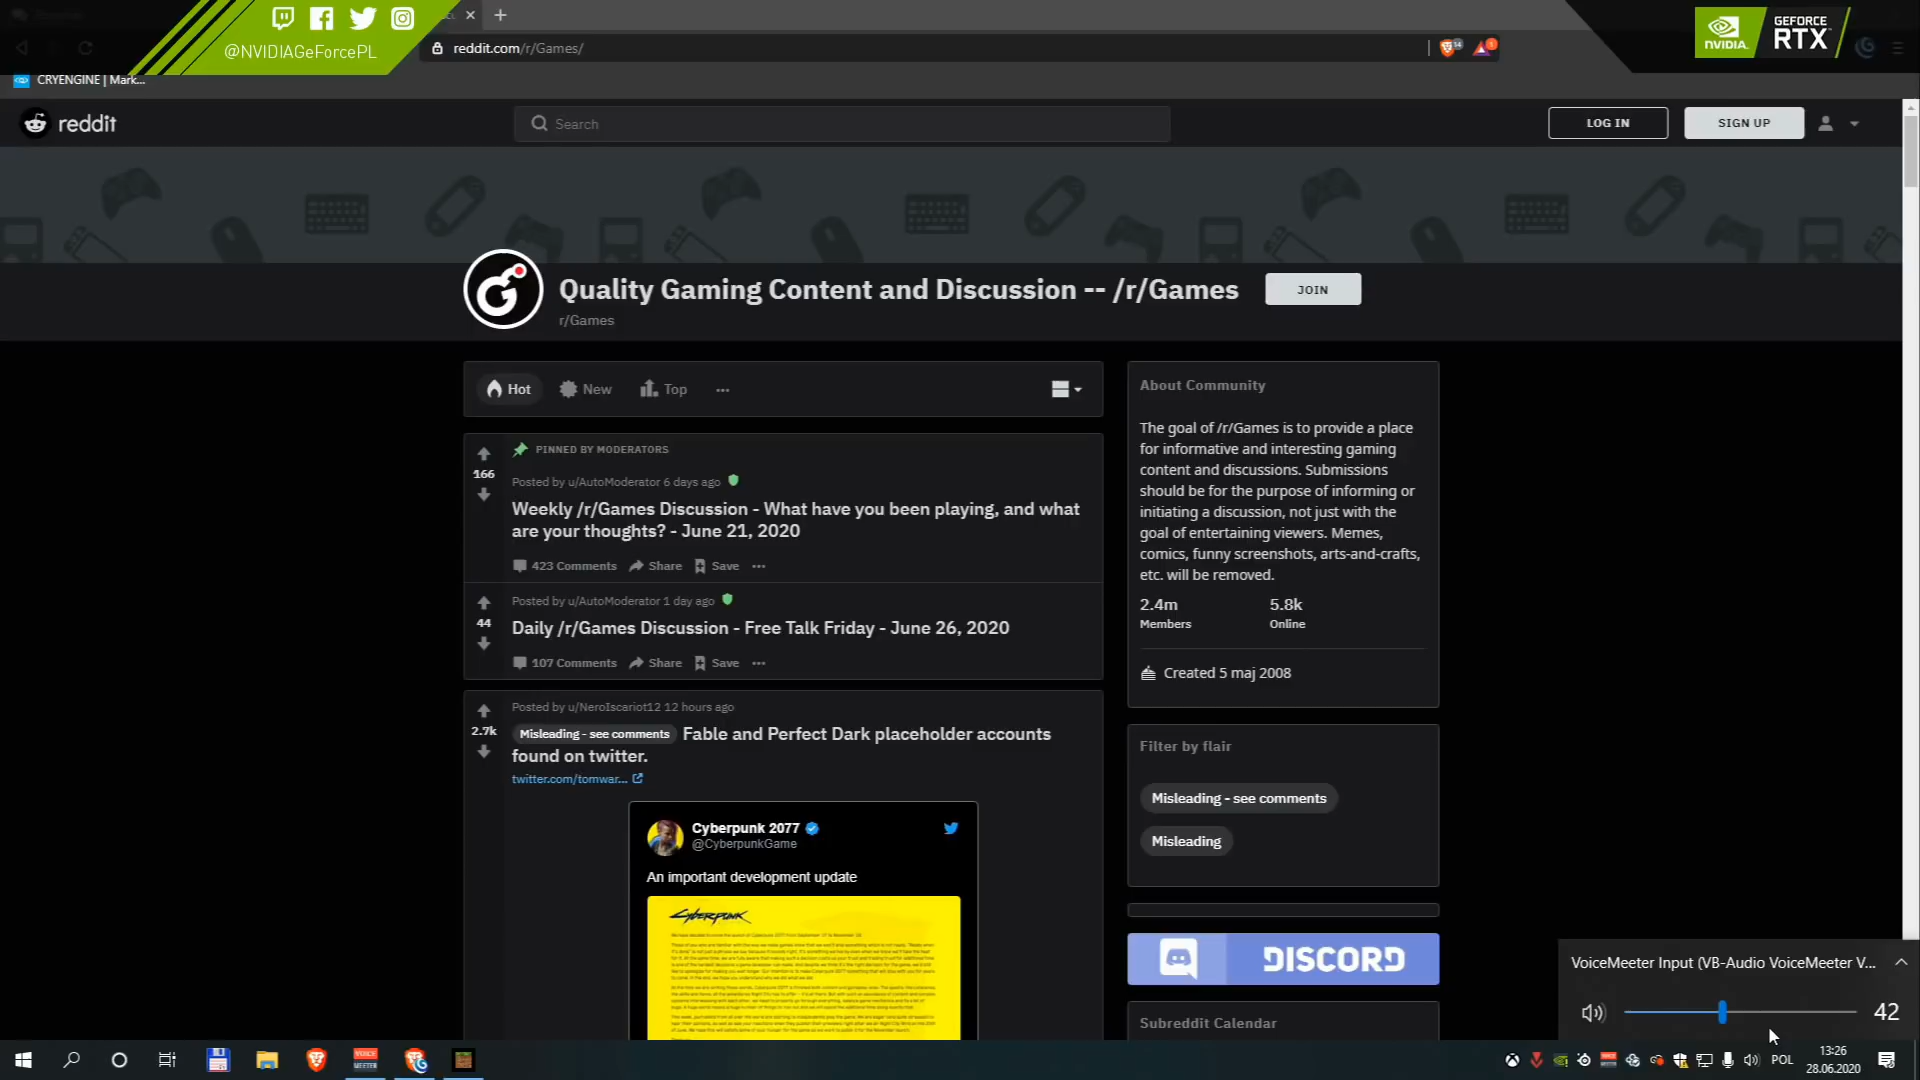 @NVIDIAGeForcePL
reddit.com/r/Games/
14
1
NVIDIA.
GEFORCE
RTX
CRYENGINE | Mark...
reddit
Search
LOG IN
SIGN UP
Quality Gaming Content and Discussion -- /r/Games
JOIN
r/Games
Hot
New
Top
PINNED BY MODERATORS
166
Posted by u/AutoModerator 6 days ago
Weekly /r/Games Discussion - What have you been playing, and what
are your thoughts? - June 21, 2020
423 Comments
Share
Save
Posted by u/AutoModerator 1 day ago
44
Daily /r/Games Discussion - Free Talk Friday - June 26, 2020
107 Comments
Share
Save
Posted by u/NeroIscariot12 12 hours ago
2.7k
Misleading - see comments Fable and Perfect Dark placeholder accounts
found on twitter.
twitter.com/tomwar...
Cyberpunk 2077
@CyberpunkGame
An important development update
CYBERPUNK
About Community
The goal of /r/Games is to provide a place
for informative and interesting gaming
content and discussions. Submissions
should be for the purpose of informing or
initiating a discussion, not just with the
goal of entertaining viewers. Memes,
comics, funny screenshots, arts-and-crafts,
etc. will be removed.
2.4m
Members
5.8k
Online
Created 5 maj 2008
Filter by flair
Misleading - see comments
Misleading
DISCORD
Subreddit Calendar
VoiceMeeter Input (VB-Audio VoiceMeeter V...
42
VOICE
MEETER
POL
13:26
28.06.2020